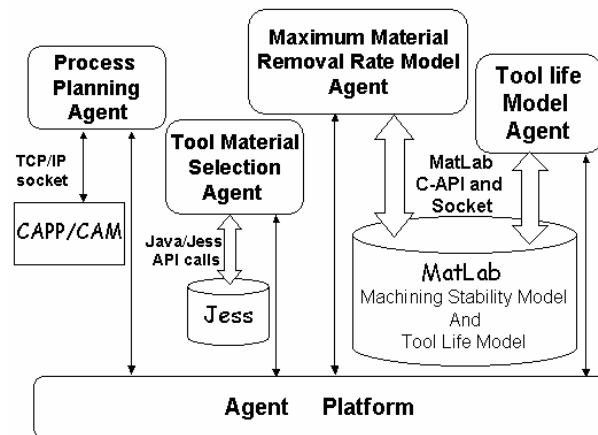 Process
Planning
Agent
Maximum Material
Removal Rate Model
Agent
Tool life
Model
Agent
Tool Material
Selection
Agent
TCP/IP
socket
MatLab
C-API and
Socket
CAPP/CAM
Java/Jess
API calls
Jess
MatLab
Machining Stability Model
And
Tool Life Model
Agent Platform